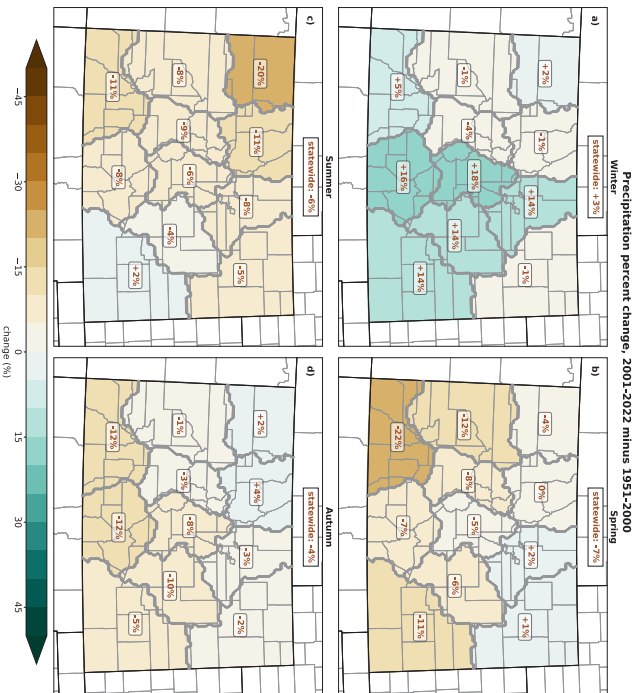 Precipitation percent change, 2001-2022 minus 1951-2000
Winter
a)
statewide: +3%
+2%
-1%
+14%
-1%
-1%
-4%
+18%
+14%
+5%
+16%
+14%
Spring
b)
statewide: -7%
-4%
0%
+2%
+1%
-12%
-8%
-5%
-6%
-22%
-7%
-11%
Summer
c)
statewide: -6%
-20%
-11%
-8%
-5%
-8%
-9%
-6%
-4%
-11%
-8%
+2%
Autumn
d)
statewide: -4%
+2%
+4%
-3%
-2%
-1%
-3%
-8%
-10%
-12%
-12%
-5%
−45 −30 −15 0 15 30 45
change (%)